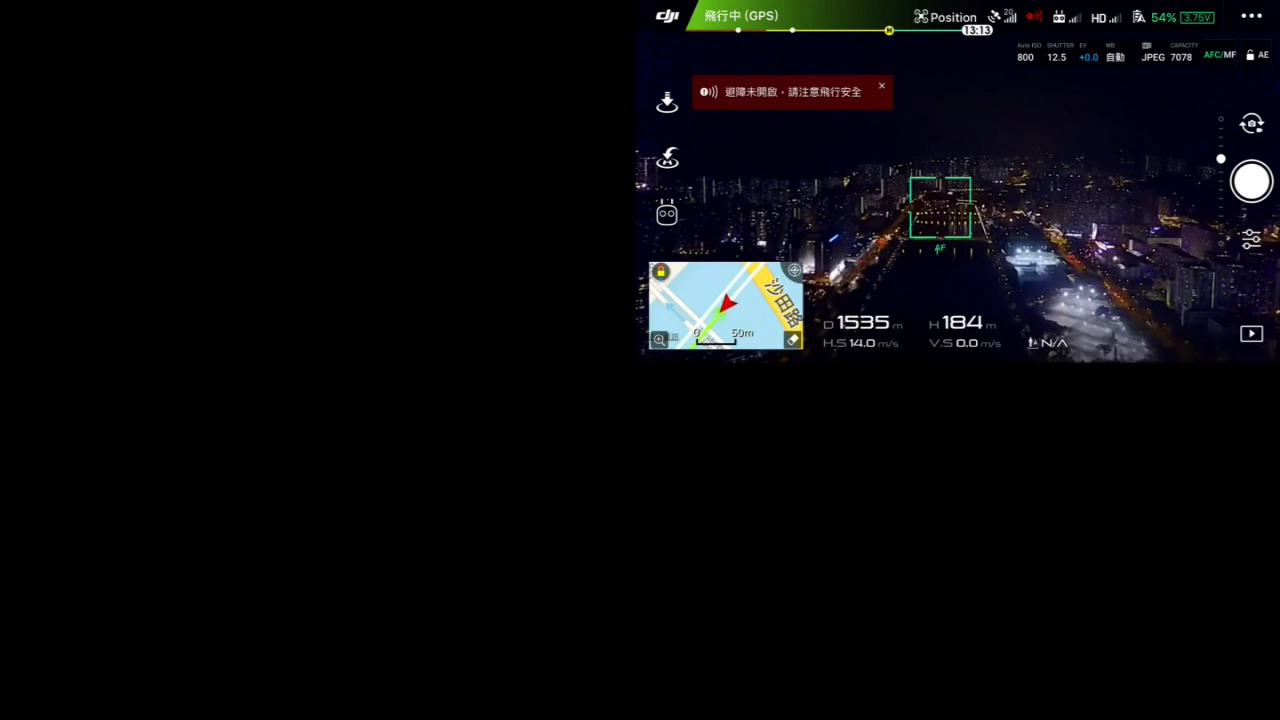 dji 飛行中 (GPS) Position 20 HD 54% 3.75V
H 13:13
Auto ISO SHUTTER EV WB CAPACITY
800 12.5 +0.0 自動 JPEG 7078 AFC/MF AE
避障未開啟，請注意飛行安全 ×
H
AF
沙田路
0 50m
D 1535 m H 184 m
H.S 14.0 m/s V.S 0.0 m/s N/A